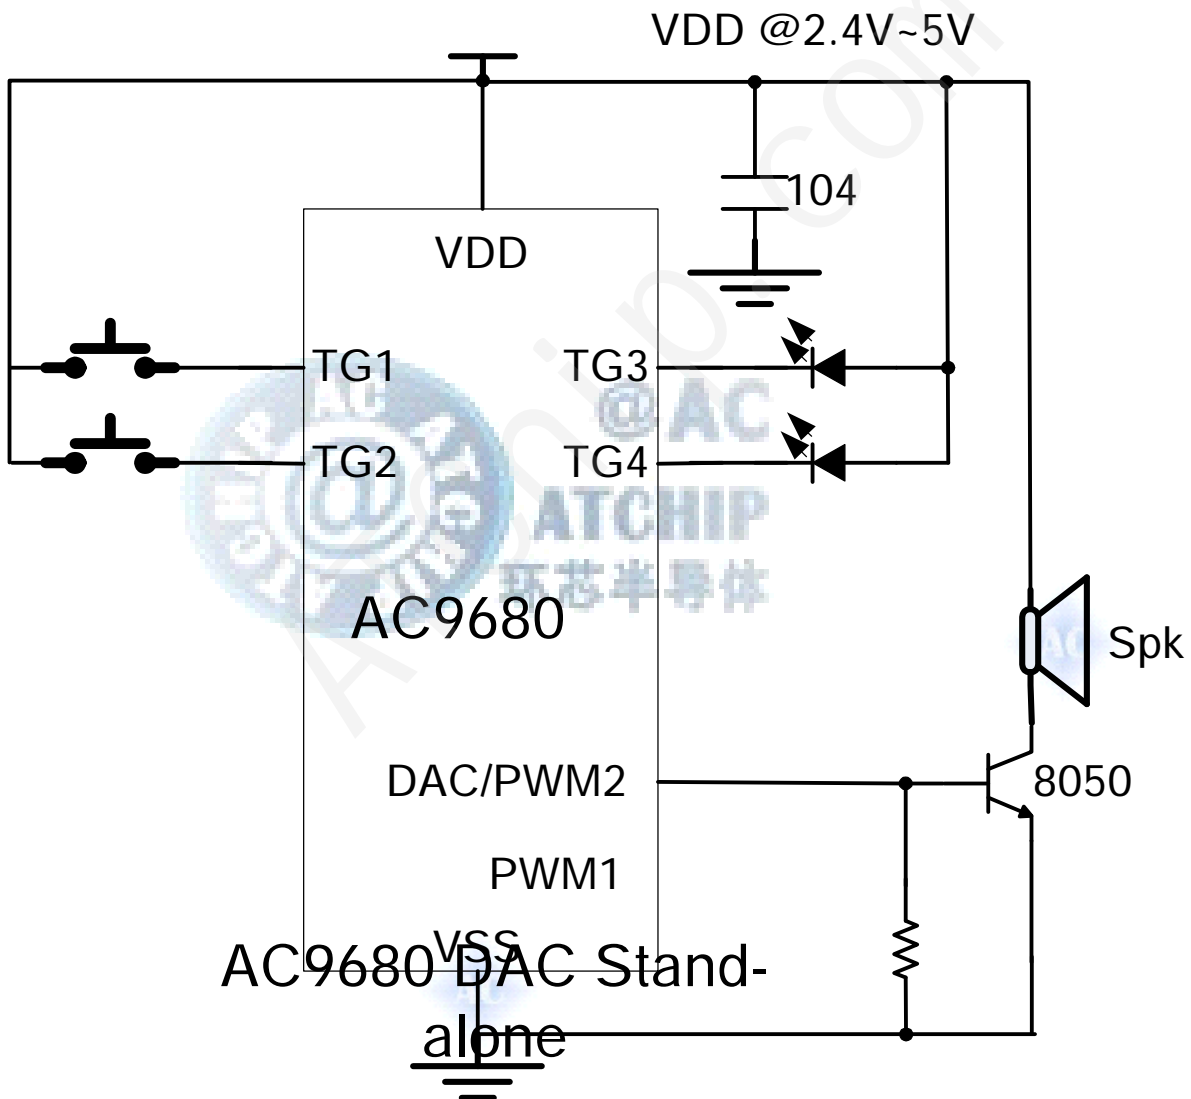 VDD @2.4V~5V
104
VDD
TG1
TG3
TG2
TG4
@AC
ATCHIP
环芯半导体
AC9680
Spk
DAC/PWM2
8050
PWM1
VSS
AC9680 DAC Stand-
alone